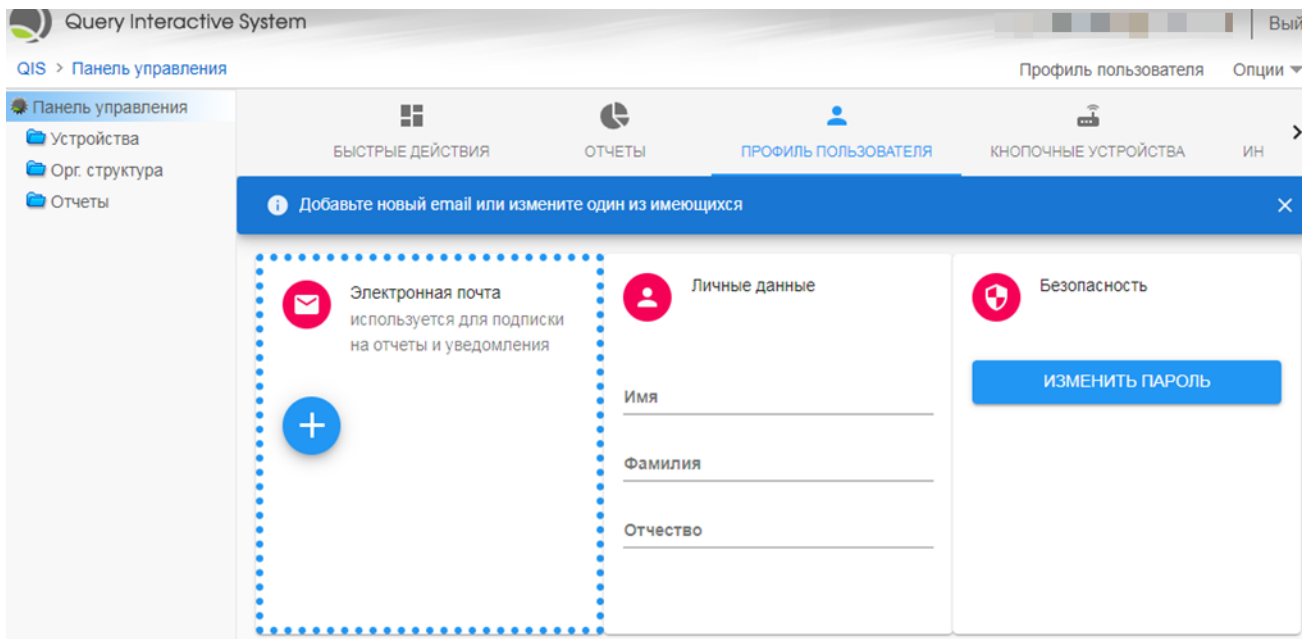 Query Interactive System
Вый
QIS > Панель управления
Профиль пользователя
Опции
Панель управления
Устройства
Орг. структура
Отчеты
БЫСТРЫЕ ДЕЙСТВИЯ
ОТЧЕТЫ
ПРОФИЛЬ ПОЛЬЗОВАТЕЛЯ
КНОПОЧНЫЕ УСТРОЙСТВА
ИН
Добавьте новый email или измените один из имеющихся
Электронная почта
используется для подписки
на отчеты и уведомления
Личные данные
Имя
Фамилия
Отчество
Безопасность
ИЗМЕНИТЬ ПАРОЛЬ